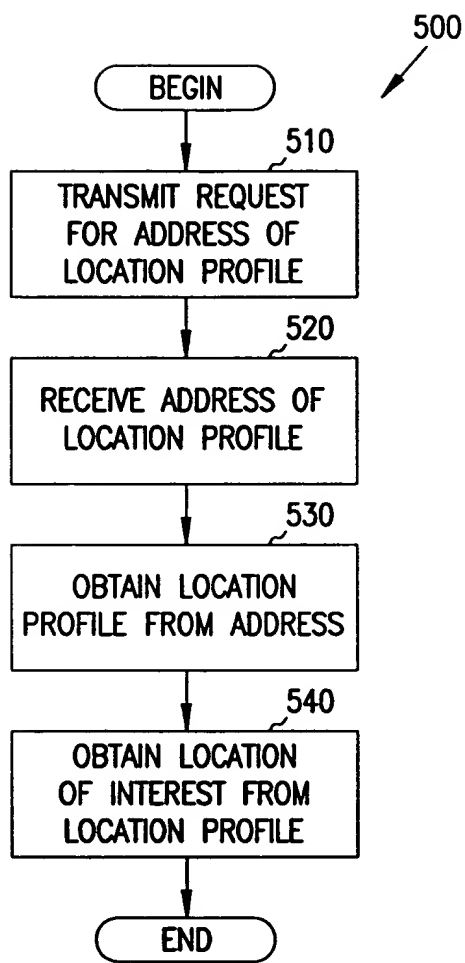 500
BEGIN
510
TRANSMIT REQUEST
FOR ADDRESS OF
LOCATION PROFILE
520
RECEIVE ADDRESS OF
LOCATION PROFILE
530
OBTAIN LOCATION
PROFILE FROM ADDRESS
540
OBTAIN LOCATION
OF INTEREST FROM
LOCATION PROFILE
END